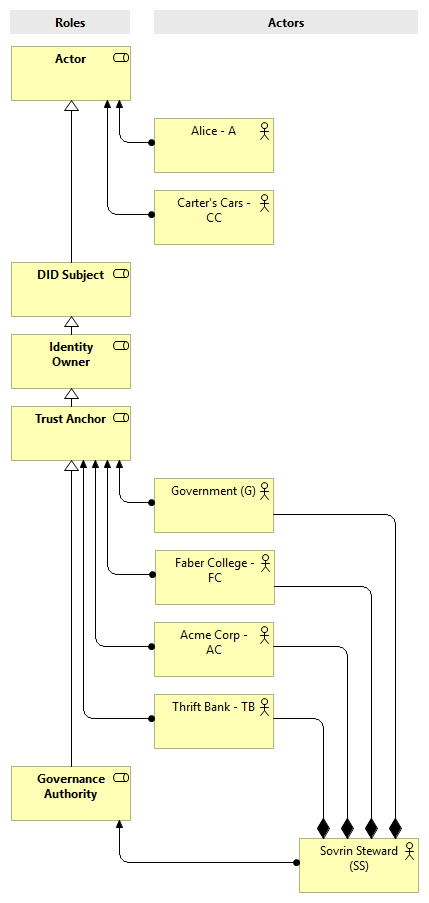 Roles
Actors
Actor
Alice - A
Carter's Cars -
CC
DID Subject
Identity
Owner
Trust Anchor
Government (G)
Faber College -
FC
Acme Corp -
AC
Thrift Bank - TB
Governance
Authority
Sovrin Steward
(SS)